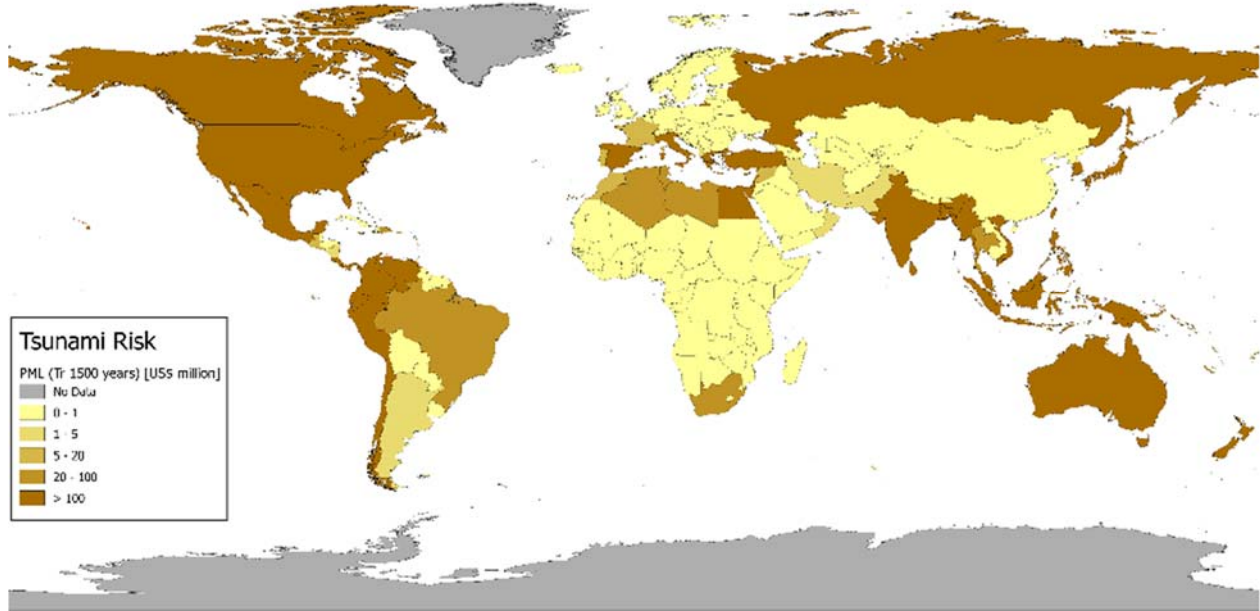 Tsunami Risk
PML (Tr 1500 years) [US$ million]
No Data
0 - 1
1 - 5
5 - 20
20 - 100
> 100